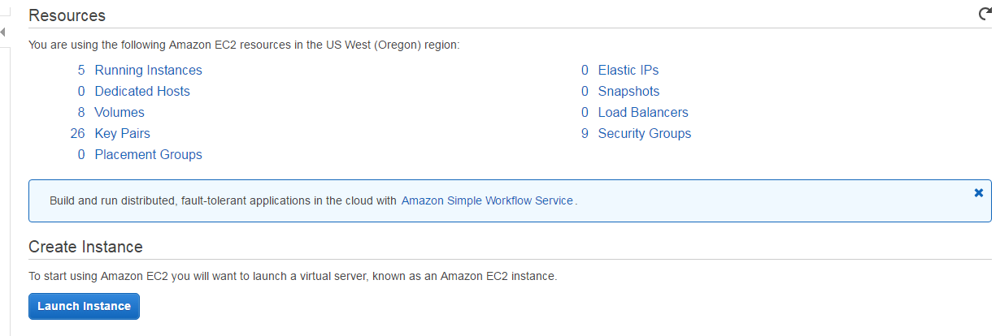 Resources
You are using the following Amazon EC2 resources in the US West (Oregon) region:
5 Running Instances
0 Elastic IPs
0 Dedicated Hosts
0 Snapshots
8 Volumes
0 Load Balancers
26 Key Pairs
9 Security Groups
0 Placement Groups
Build and run distributed, fault-tolerant applications in the cloud with Amazon Simple Workflow Service.
Create Instance
To start using Amazon EC2 you will want to launch a virtual server, known as an Amazon EC2 instance.
Launch Instance